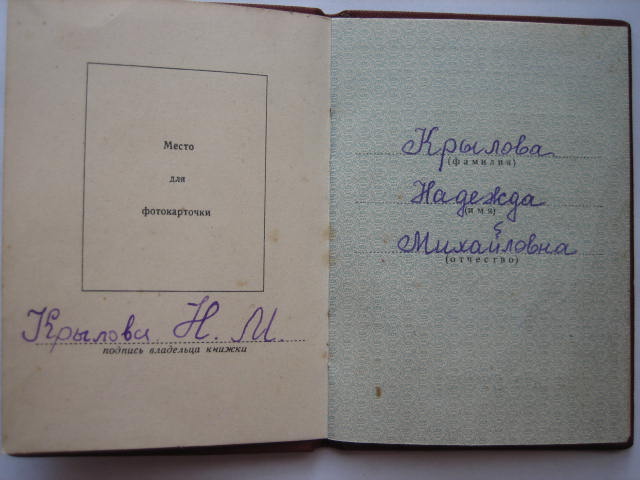 Место
для
фотокарточки
Крылова Н. М.
подпись владельца книжки
Крылова
(фамилия)
Надежда
(имя)
Михайловна
(отчество)